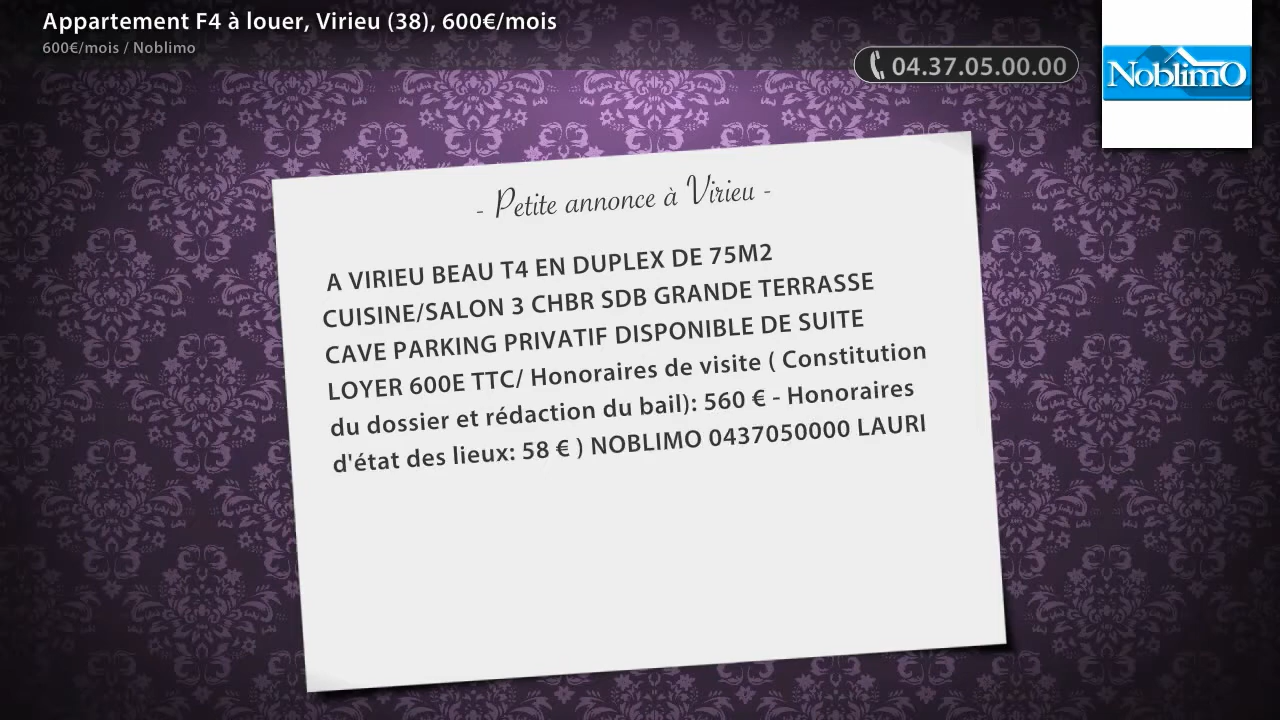 Appartement F4 à louer, Virieu (38), 600€/mois
600€/mois / Noblimo
04.37.05.00.00
NoblimO
- Petite annonce à Virieu -
A VIRIEU BEAU T4 EN DUPLEX DE 75M2
CUISINE/SALON 3 CHBR SDB GRANDE TERRASSE
CAVE PARKING PRIVATIF DISPONIBLE DE SUITE
LOYER 600E TTC/ Honoraires de visite ( Constitution
du dossier et rédaction du bail): 560 € - Honoraires
d'état des lieux: 58 € ) NOBLIMO 0437050000 LAURI